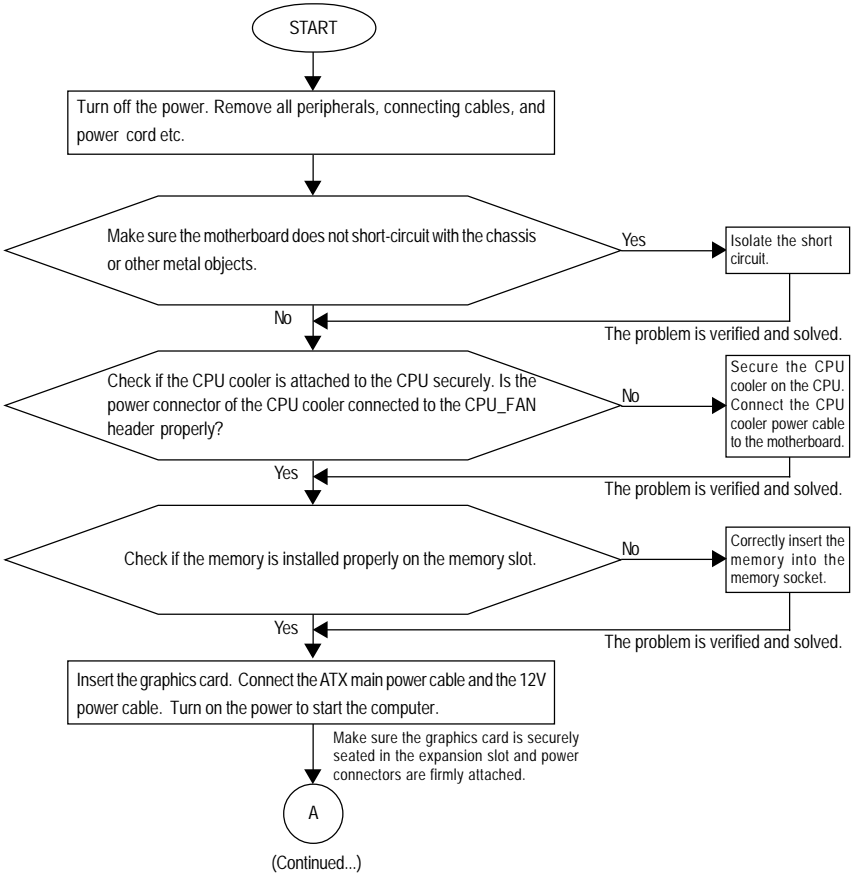 START
Turn off the power. Remove all peripherals, connecting cables, and
power cord etc.
Make sure the motherboard does not short-circuit with the chassis
or other metal objects.
Yes
Isolate the short
circuit.
No
The problem is verified and solved.
Check if the CPU cooler is attached to the CPU securely. Is the
power connector of the CPU cooler connected to the CPU_FAN
header properly?
No
Secure the CPU
cooler on the CPU.
Connect the CPU
cooler power cable
to the motherboard.
Yes
The problem is verified and solved.
Check if the memory is installed properly on the memory slot.
No
Correctly insert the
memory into the
memory socket.
Yes
The problem is verified and solved.
Insert the graphics card. Connect the ATX main power cable and the 12V
power cable. Turn on the power to start the computer.
Make sure the graphics card is securely
seated in the expansion slot and power
connectors are firmly attached.
A
(Continued...)